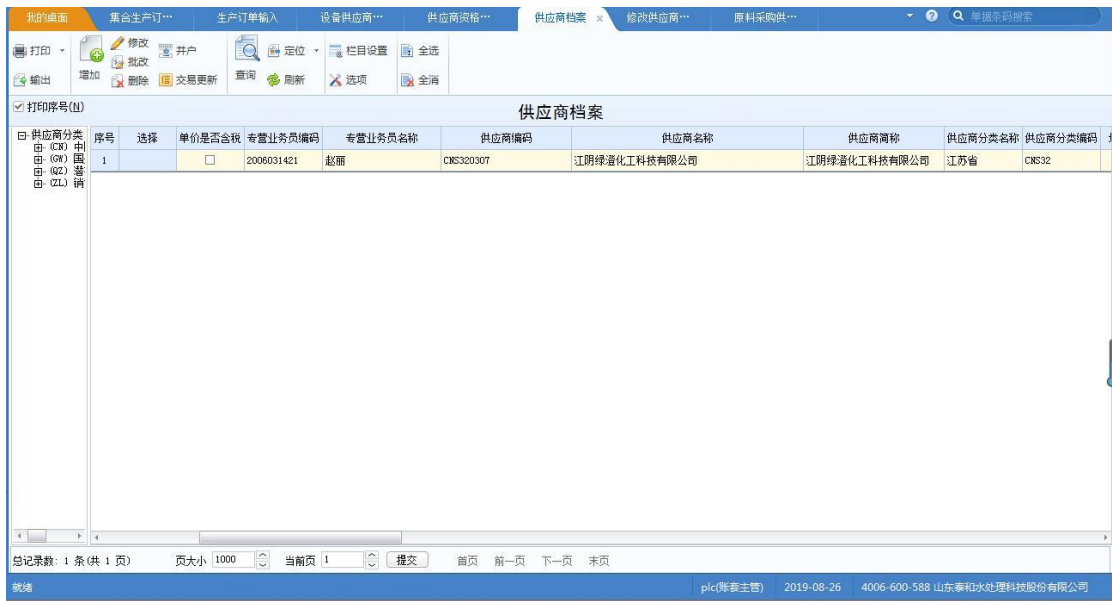 我的桌面 集合生产订… 生产订单输入 设备供应商… 供应商资格… 供应商档案 修改供应商… 原料采购供… 单据条码搜索
打印 增加 修改 并户 查询 定位 栏目设置 全选
批改
输出 删除 交易更新 刷新 选项 全消
打印序号(N)
供应商档案
供应商分类
(CN) 中
(GW) 国
(QZ) 潜
(ZL) 销
序号 选择 单价是否含税 专营业务员编码 专营业务员名称 供应商编码 供应商名称 供应商简称 供应商分类名称 供应商分类编码
1 2006031421 赵丽 CNS320307 江阴绿澄化工科技有限公司 江阴绿澄化工科技有限公司 江苏省 CNS32
总记录数: 1 条(共 1 页) 页大小 1000 当前页 1 提交 首页 前一页 下一页 末页
就绪 plc(账套主管) 2019-08-26 4006-600-588 山东泰和水处理科技股份有限公司